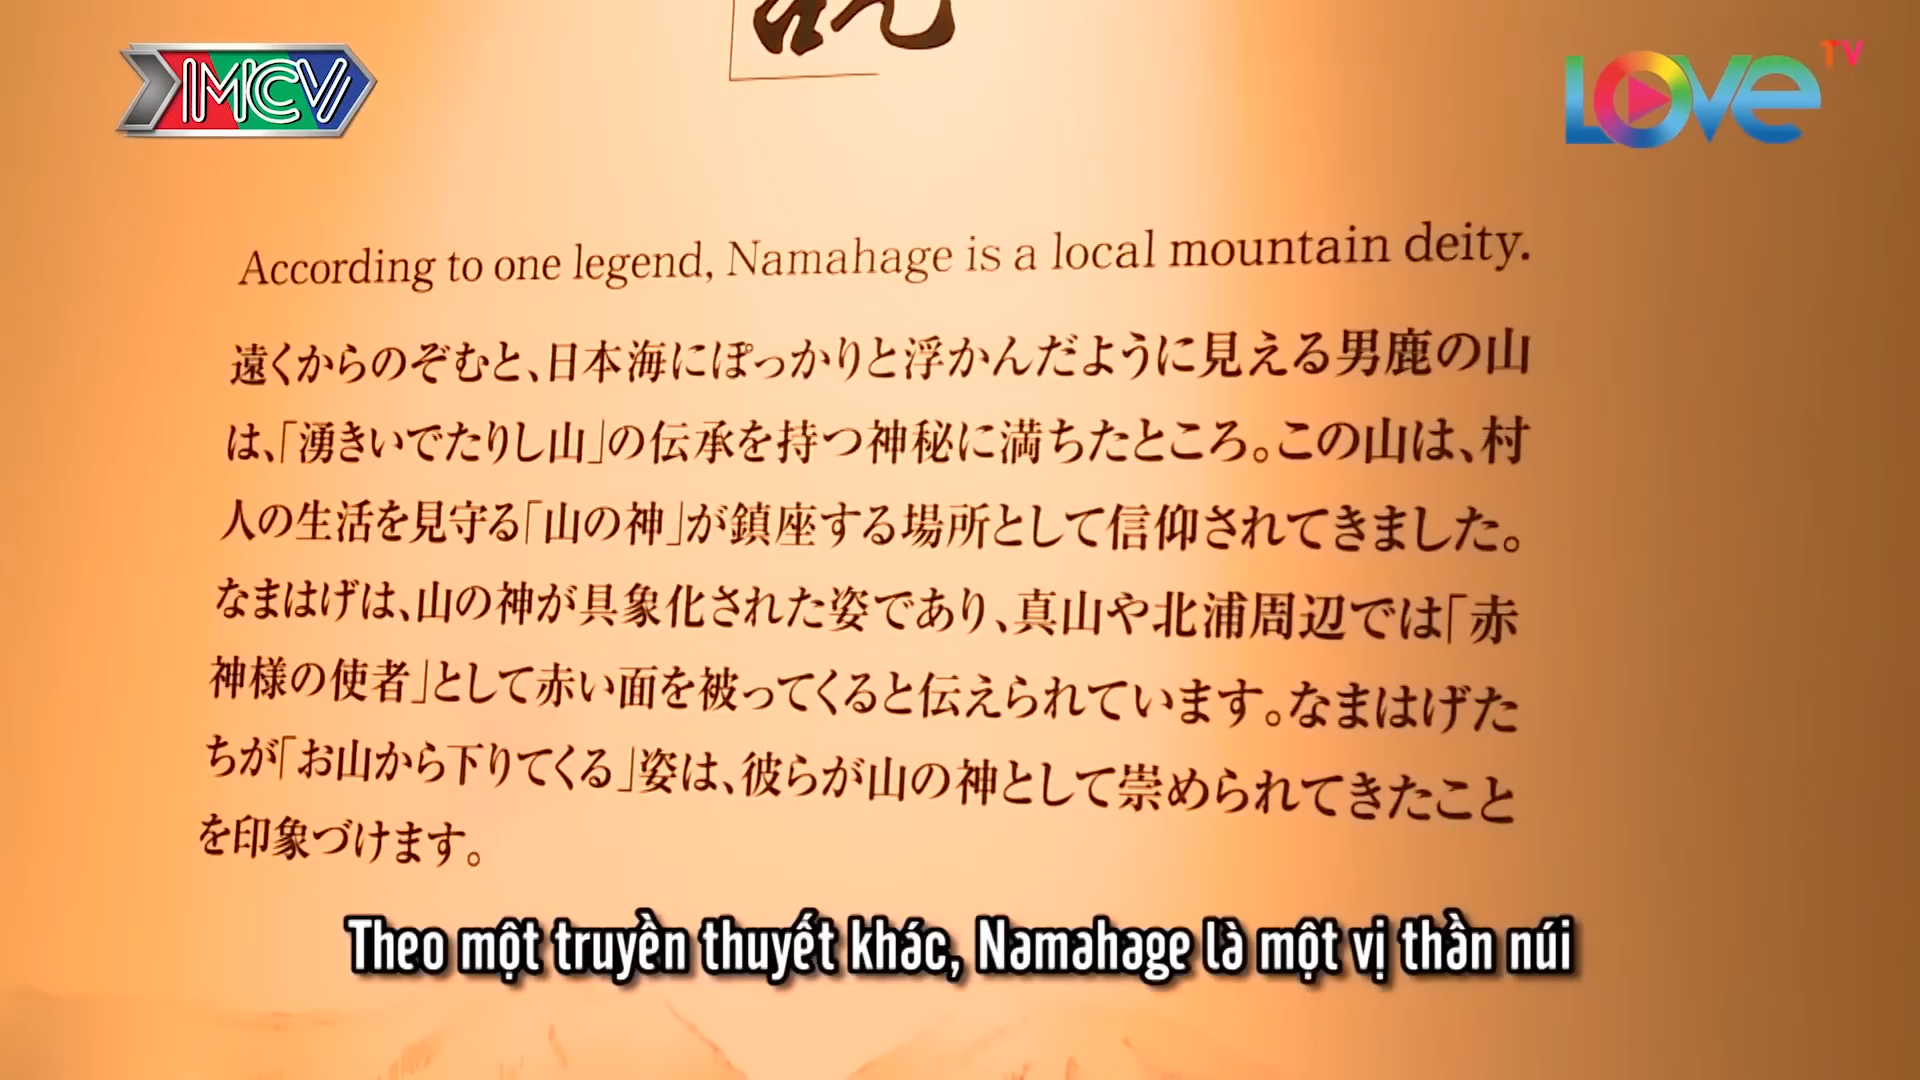 MCV
LOVE TV
According to one legend, Namahage is a local mountain deity.
遠くからのぞむと、日本海にぽっかりと浮かんだように見える男鹿の山
は、「湧きいでたりし山」の伝承を持つ神秘に満ちたところ。この山は、村
人の生活を見守る「山の神」が鎮座する場所として信仰されてきました。
なまはげは、山の神が具象化された姿であり、真山や北浦周辺では「赤
神様の使者」として赤い面を被ってくると伝えられています。なまはげた
ちが「お山から下りてくる」姿は、彼らが山の神として崇められてきたこと
を印象づけます。
Theo một truyền thuyết khác, Namahage là một vị thần núi